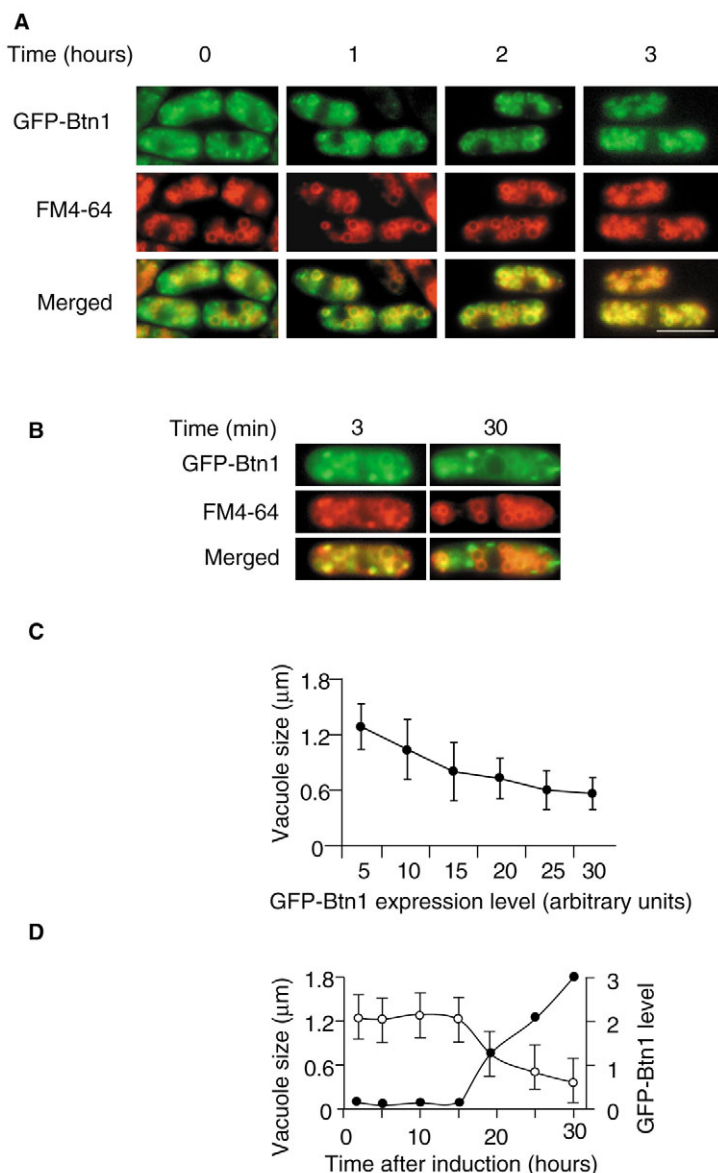 A
Time (hours) 0 1 2 3
GFP-Btn1
FM4-64
Merged
B
Time (min) 3 30
GFP-Btn1
FM4-64
Merged
C
Vacuole size (μm)
1.8
1.2
0.6
0
5 10 15 20 25 30
GFP-Btn1 expression level (arbitrary units)
D
Vacuole size (μm)
1.8 3
1.2 2
0.6 1
0 0
GFP-Btn1 level
0 10 20 30
Time after induction (hours)